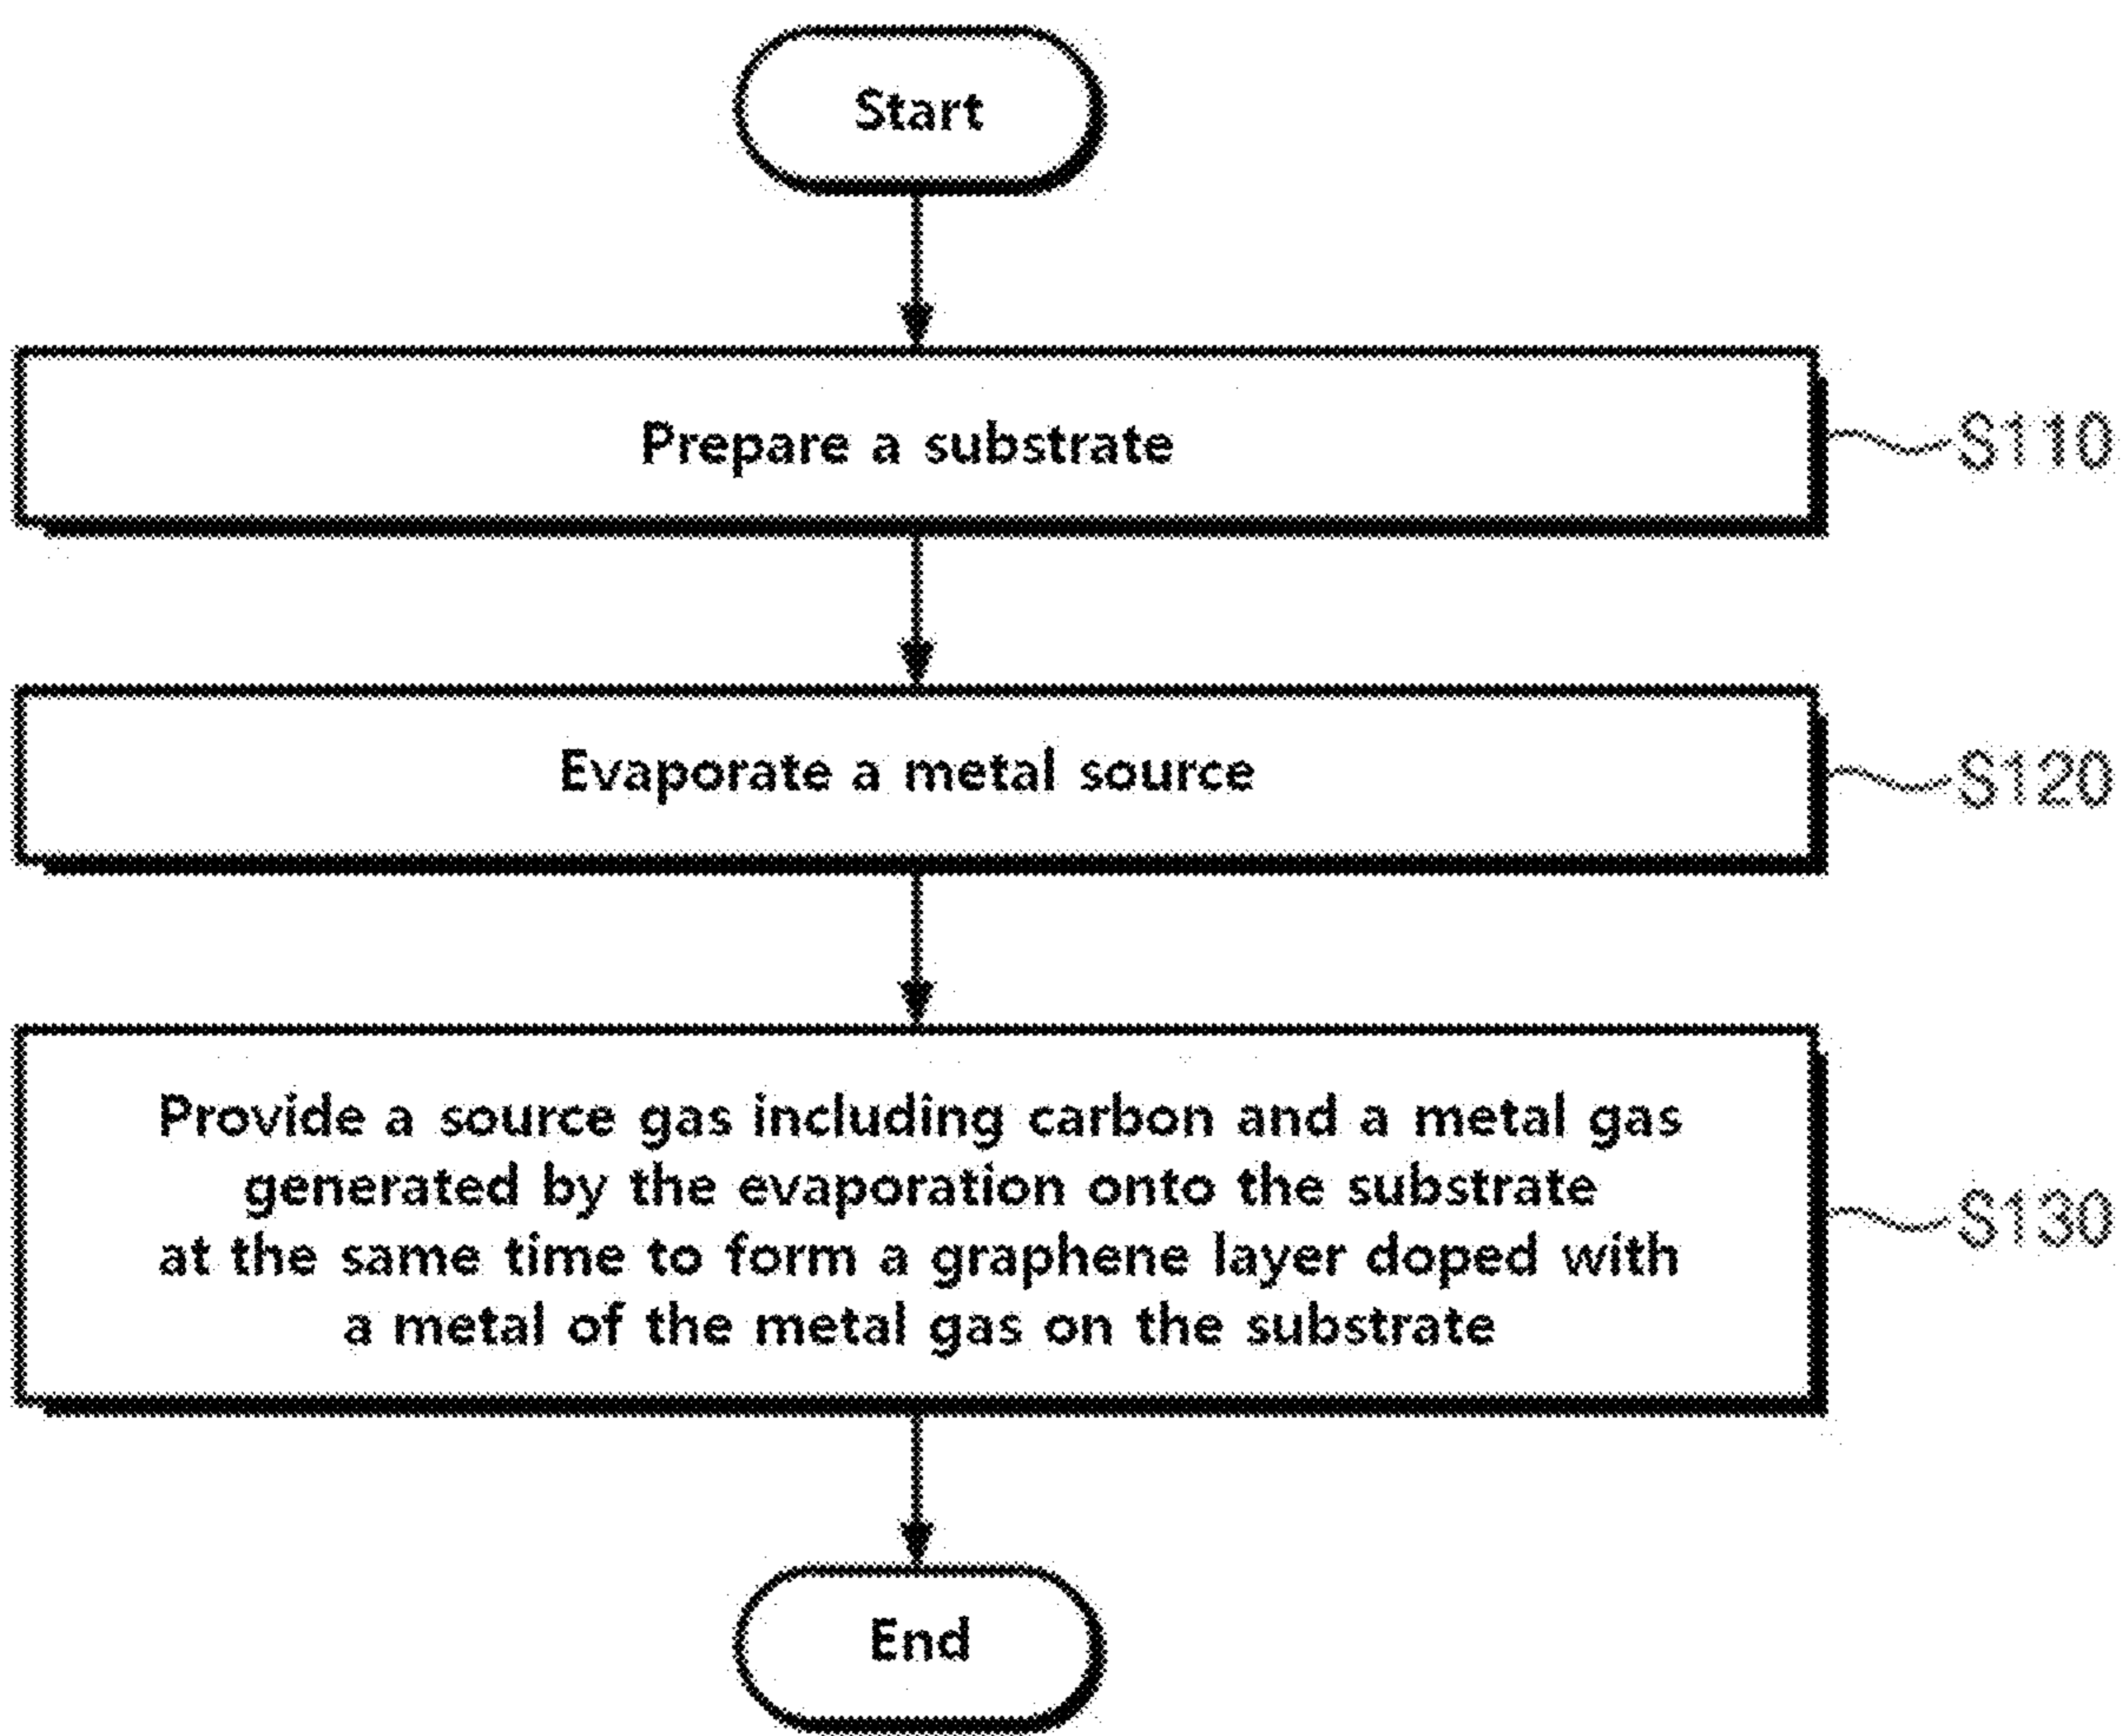 Start
Prepare a substrate
S110
Evaporate a metal source
S120
Provide a source gas including carbon and a metal gas
generated by the evaporation onto the substrate
at the same time to form a graphene layer doped with
a metal of the metal gas on the substrate
S130
End